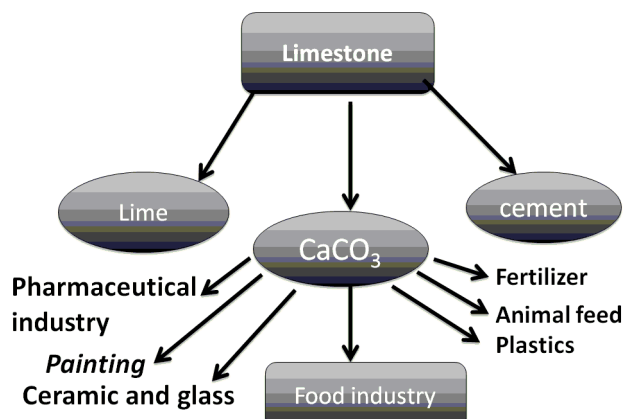 Limestone
Lime
cement
CaCO₃
Pharmaceutical
industry
Fertilizer
Animal feed
Painting
Plastics
Ceramic and glass
Food industry